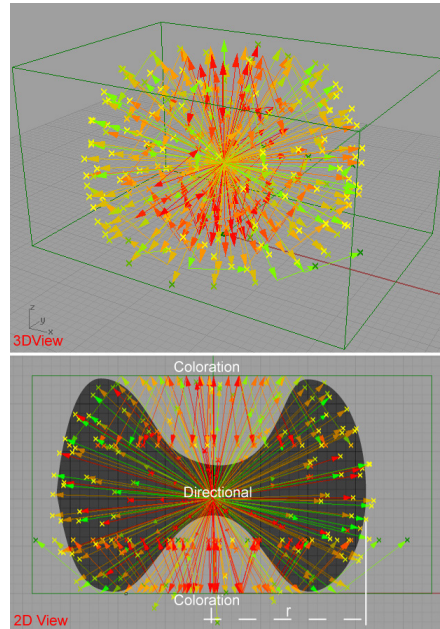 z
y
x
3DView
Coloration
Directional
Coloration
r
2D View